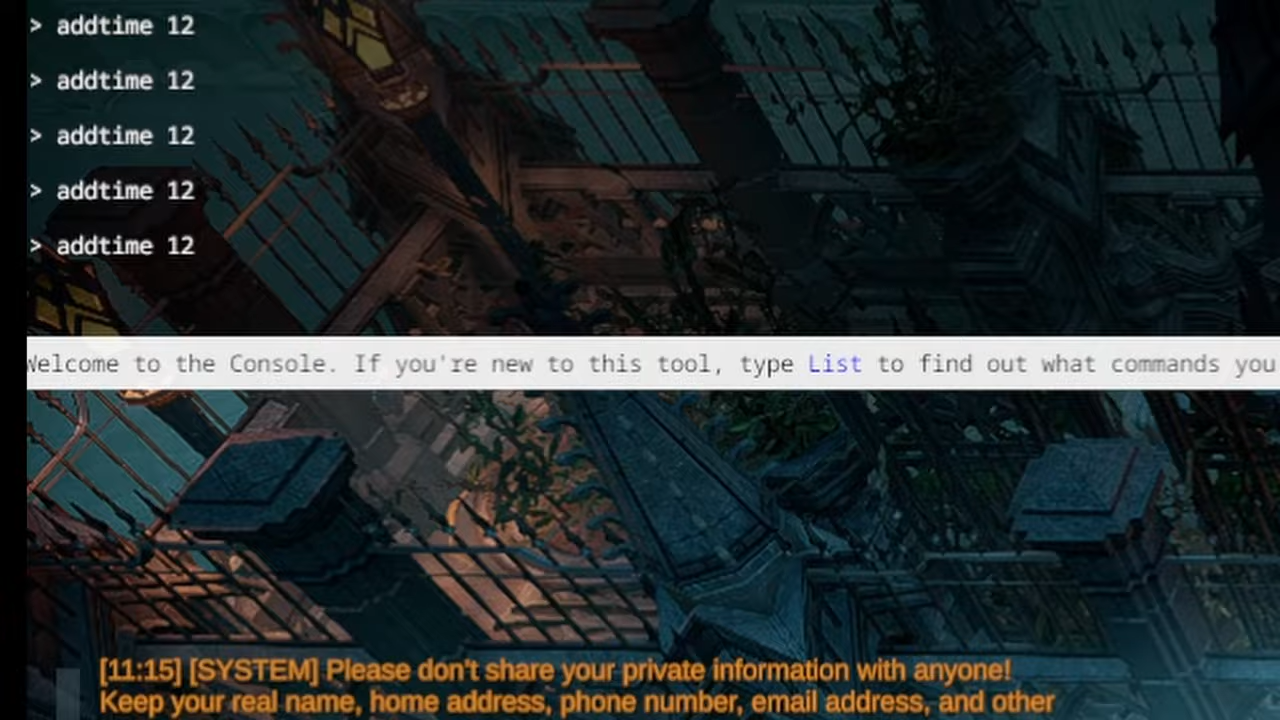 > addtime 12
> addtime 12
> addtime 12
> addtime 12
> addtime 12
Welcome to the Console. If you're new to this tool, type List to find out what commands you
[11:15] [SYSTEM] Please don't share your private information with anyone!
Keep your real name, home address, phone number, email address, and other